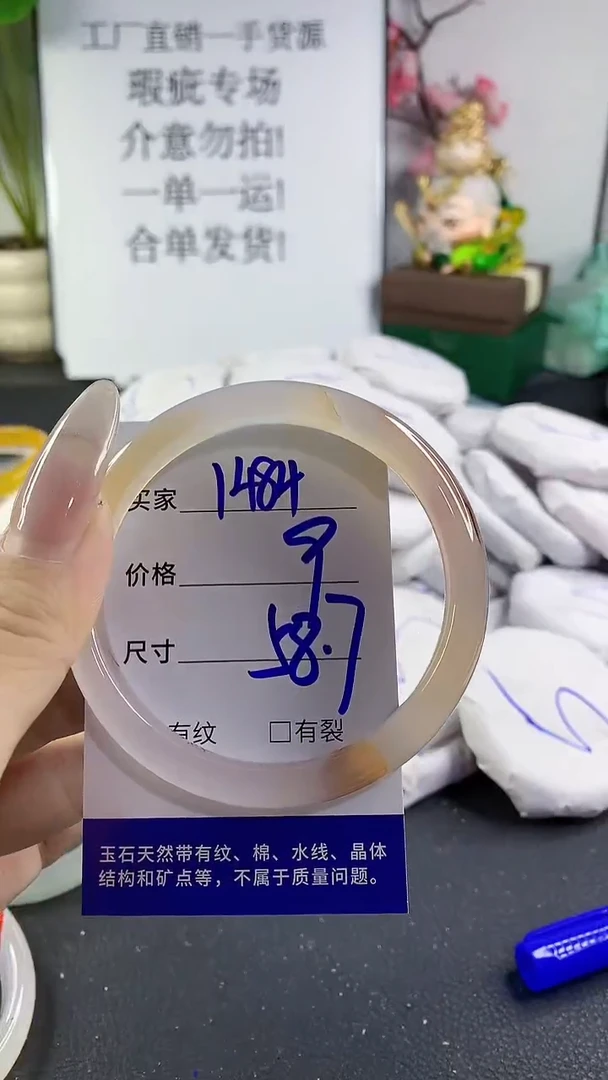 工厂直销一手货源
瑕疵专场
介意勿拍!
一单一运!
合单发货!
买家 1484
价格 9
尺寸 58.7
有纹 □有裂
玉石天然带有纹、棉、水线、晶体
结构和矿点等，不属于质量问题。